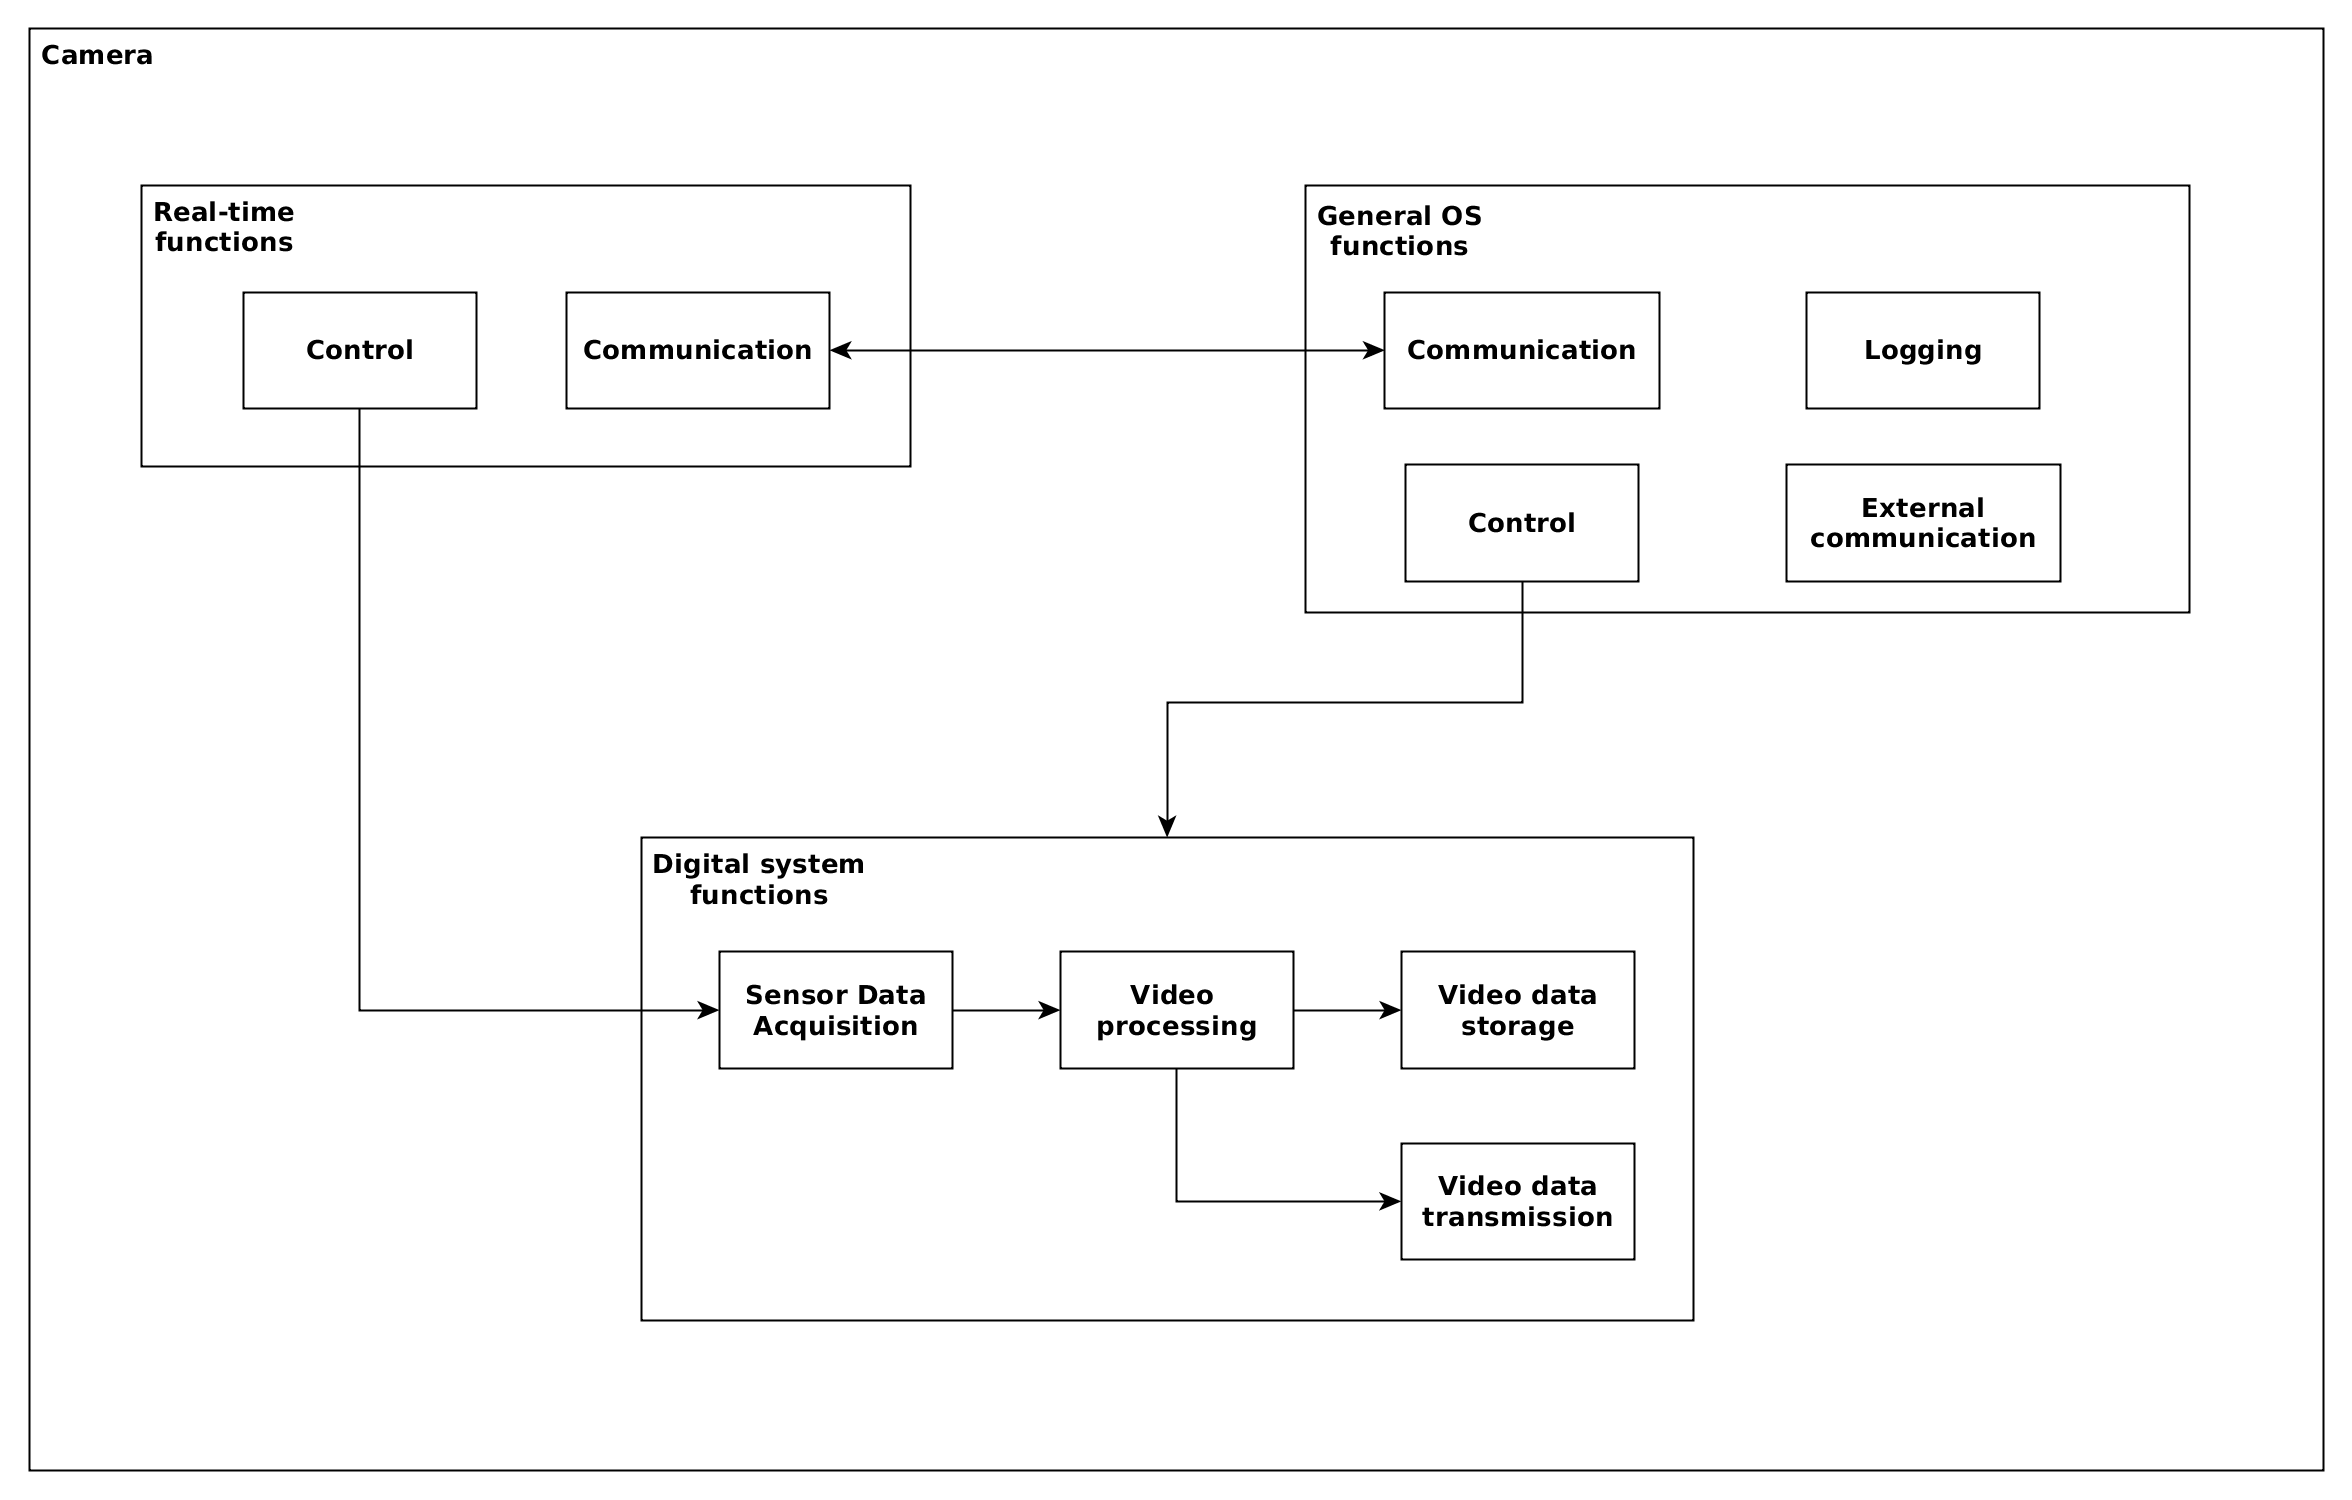 Camera
Real-time
functions
Control
Communication
General OS
functions
Communication
Logging
Control
External
communication
Digital system
functions
Sensor Data
Acquisition
Video
processing
Video data
storage
Video data
transmission